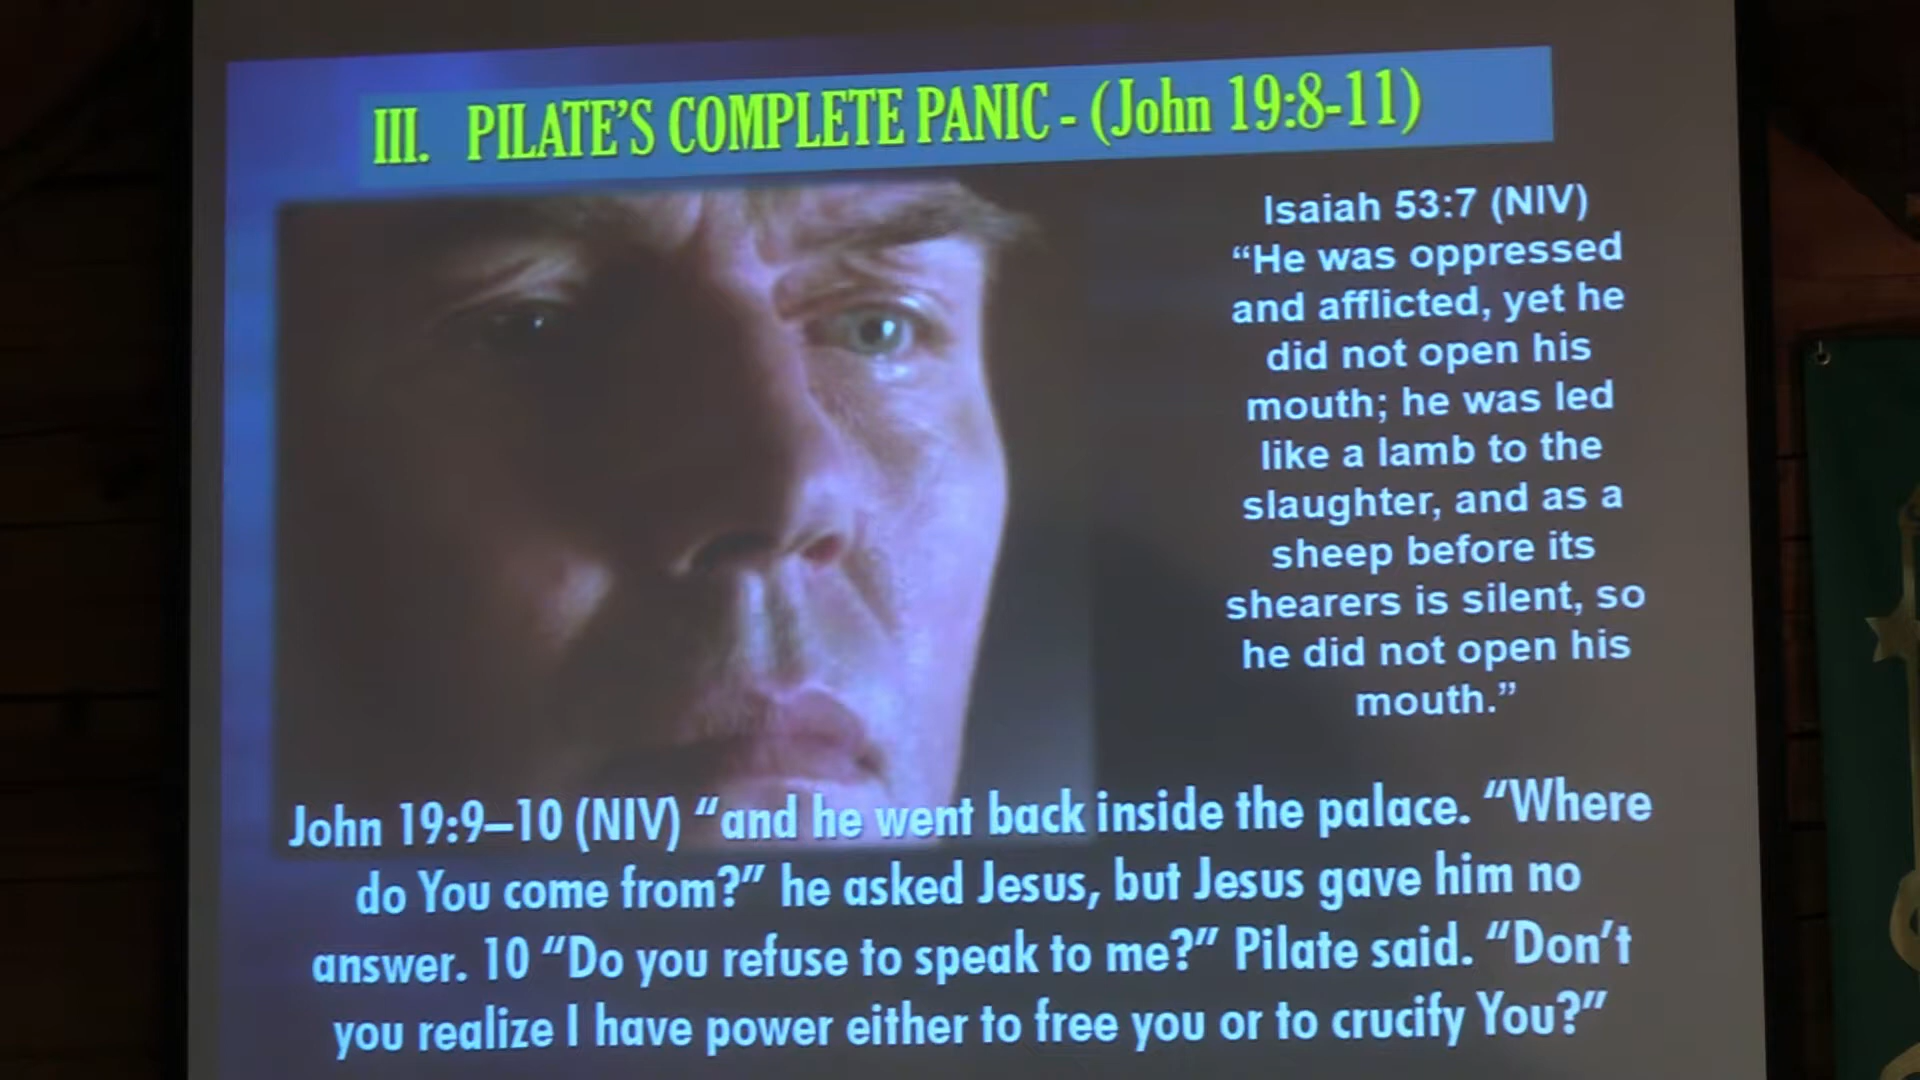 III. PILATE'S COMPLETE PANIC - (John 19:8-11)
Isaiah 53:7 (NIV)
“He was oppressed
and afflicted, yet he
did not open his
mouth; he was led
like a lamb to the
slaughter, and as a
sheep before its
shearers is silent, so
he did not open his
mouth.”
John 19:9–10 (NIV) “and he went back inside the palace. “Where
do You come from?” he asked Jesus, but Jesus gave him no
answer. 10 “Do you refuse to speak to me?” Pilate said. “Don’t
you realize I have power either to free you or to crucify You?”